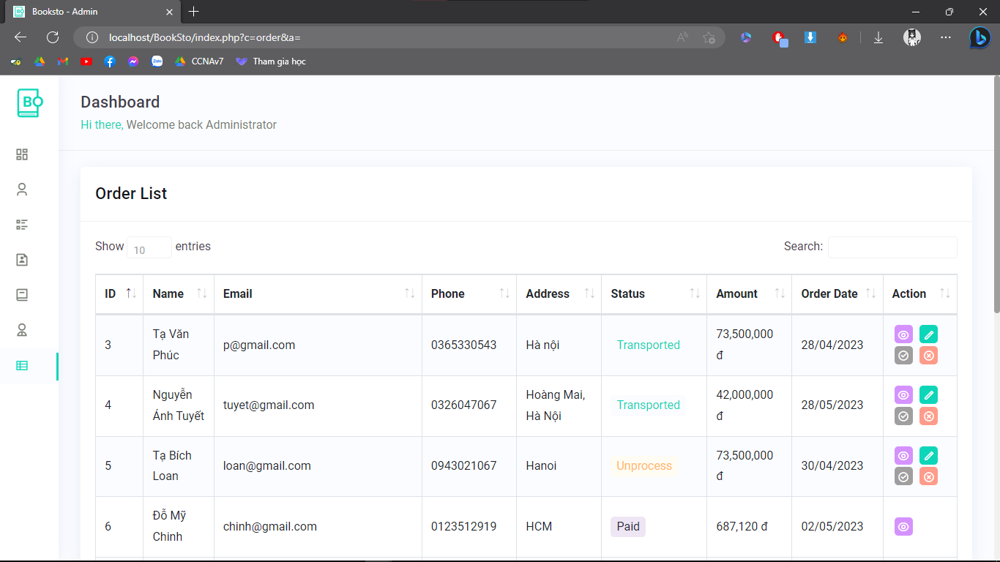 Booksto - Admin
localhost/BookSto/index.php?c=order&a=
Zalo CCNAv7 Tham gia học
BO
Dashboard
Hi there, Welcome back Administrator
Order List
Show 10 entries Search:
ID Name Email Phone Address Status Amount Order Date Action
3 Tạ Văn Phúc p@gmail.com 0365330543 Hà nội Transported 73,500,000 đ 28/04/2023
4 Nguyễn Ánh Tuyết tuyet@gmail.com 0326047067 Hoàng Mai, Hà Nội Transported 42,000,000 đ 28/05/2023
5 Tạ Bích Loan loan@gmail.com 0943021067 Hanoi Unprocess 73,500,000 đ 30/04/2023
6 Đỗ Mỹ Chinh chinh@gmail.com 0123512919 HCM Paid 687,120 đ 02/05/2023